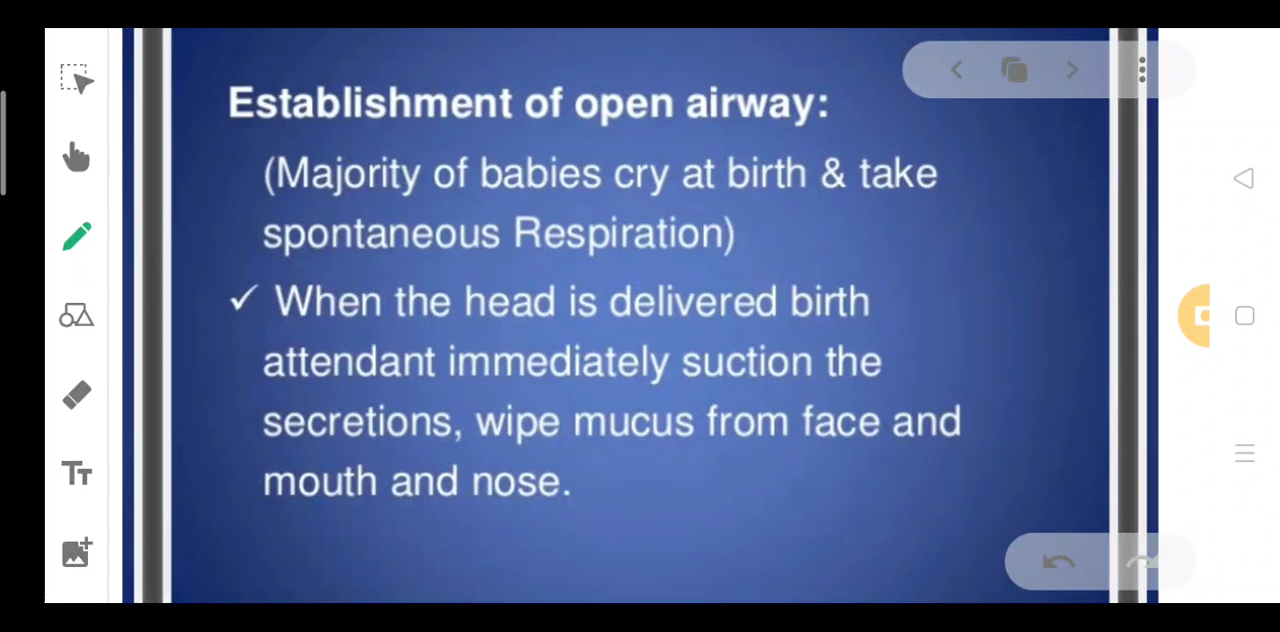 Establishment of open airway:
(Majority of babies cry at birth & take
spontaneous Respiration)
✓ When the head is delivered birth
attendant immediately suction the
secretions, wipe mucus from face and
mouth and nose.
TT